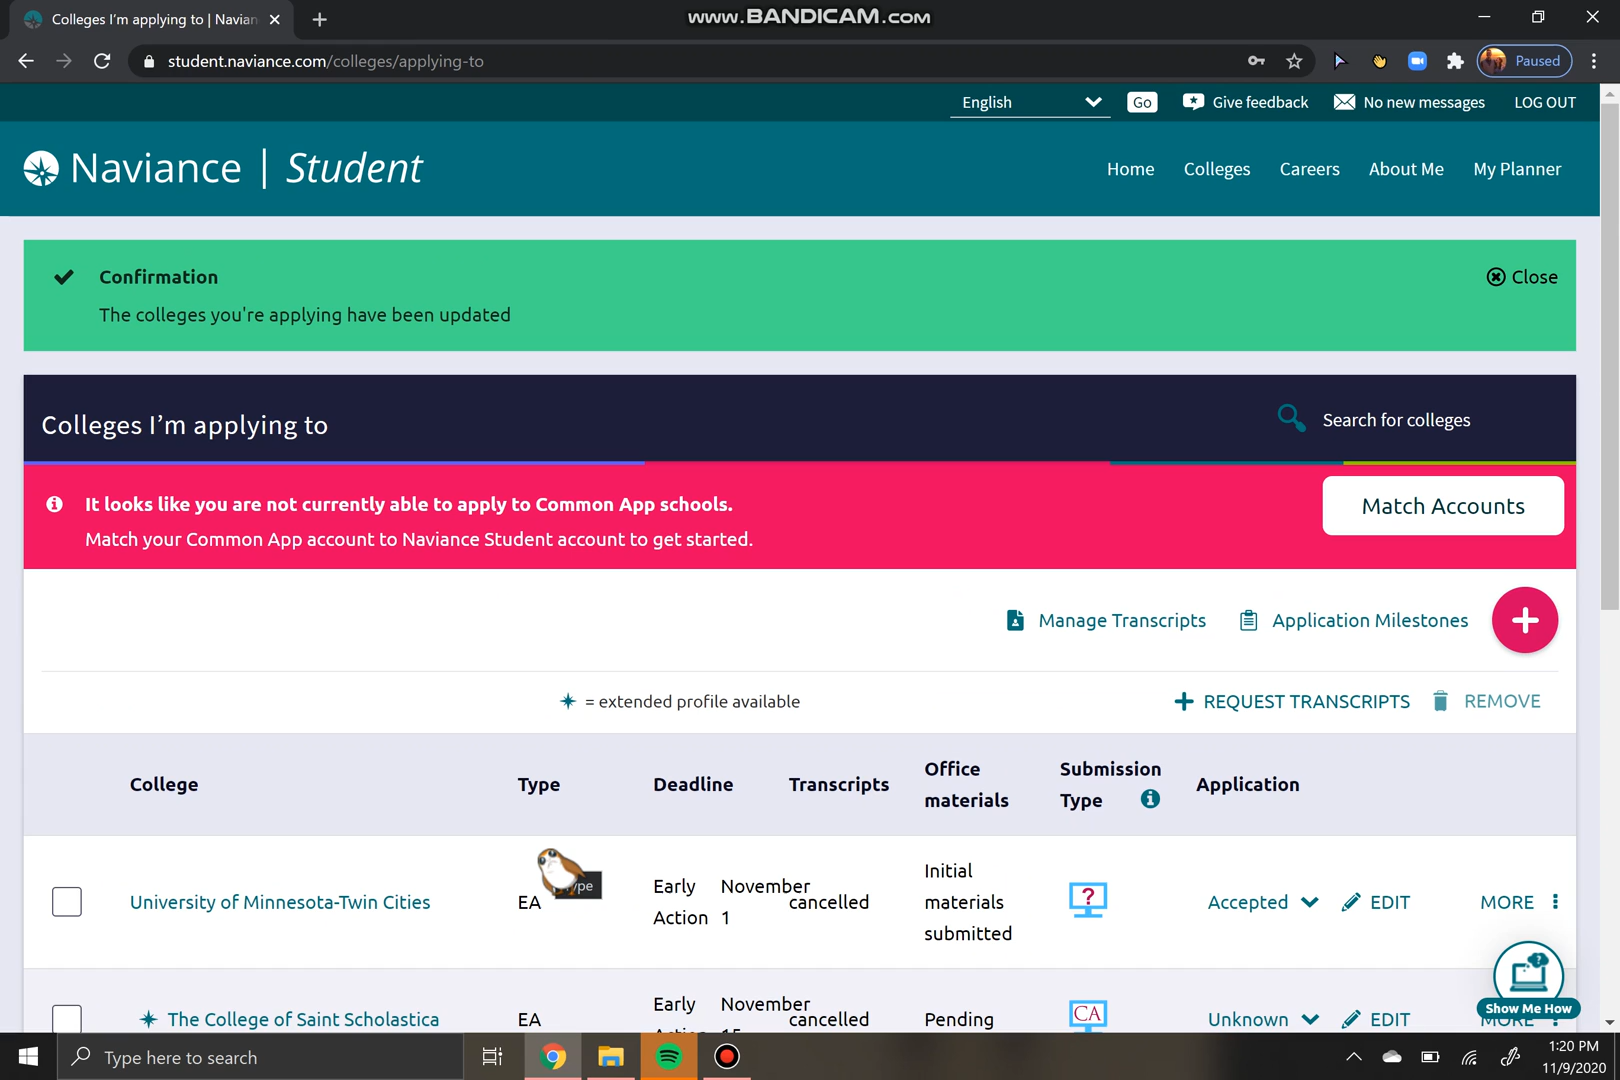 www.BANDICAM.com
Colleges I'm applying to | Navian
student.naviance.com/colleges/applying-to
Paused
English
Go
Give feedback
No new messages
LOG OUT
Naviance | Student
Home
Colleges
Careers
About Me
My Planner
Confirmation
Close
The colleges you're applying have been updated
Colleges I'm applying to
Search for colleges
It looks like you are not currently able to apply to Common App schools.
Match your Common App account to Naviance Student account to get started.
Match Accounts
Manage Transcripts
Application Milestones
= extended profile available
REQUEST TRANSCRIPTS
REMOVE
College
Type
Deadline
Transcripts
Office
materials
Submission
Type
Application
University of Minnesota-Twin Cities
EA
Early
Action
November
1
cancelled
Initial
materials
submitted
?
Accepted
EDIT
MORE
The College of Saint Scholastica
EA
Early
November
cancelled
Pending
CA
Unknown
EDIT
MORE
Show Me How
Type here to search
1:20 PM
11/9/2020